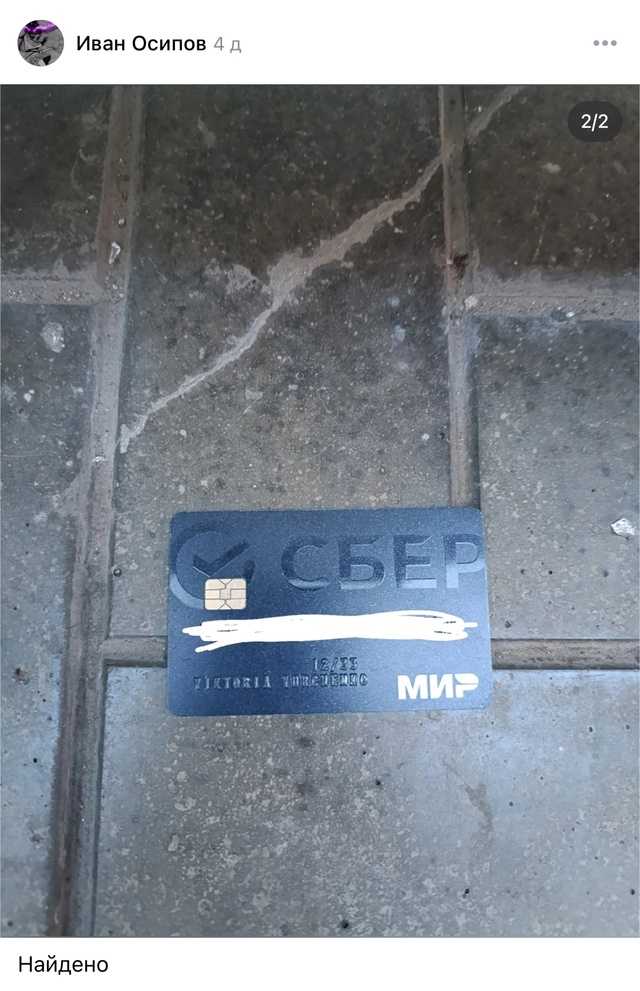 Иван Осипов 4 д
2/2
СБЕР
12/33
VIKTORIA YURCHENKO
МИР
Найдено